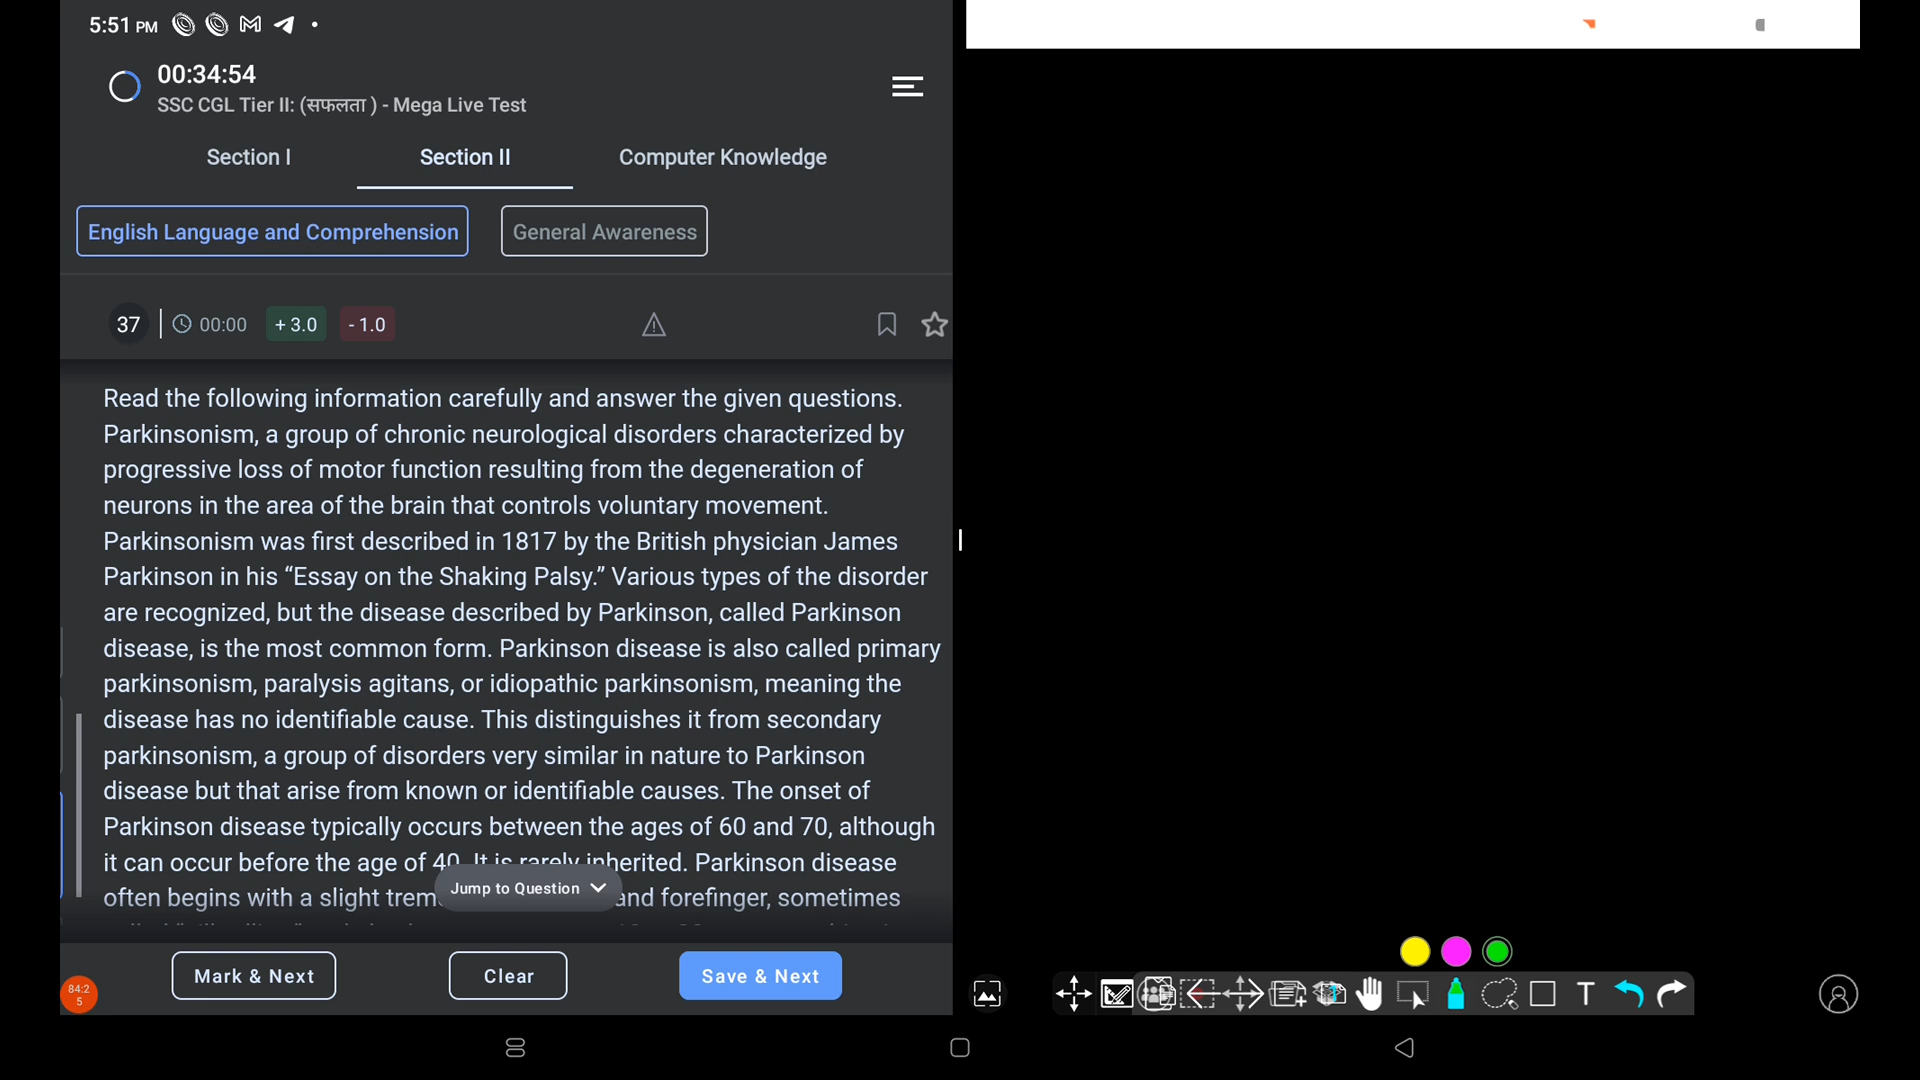 5:51 PM
00:34:54
SSC CGL Tier II: (सफलता ) - Mega Live Test
Section I
Section II
Computer Knowledge
English Language and Comprehension
General Awareness
37
00:00
+ 3.0
- 1.0
Read the following information carefully and answer the given questions.
Parkinsonism, a group of chronic neurological disorders characterized by
progressive loss of motor function resulting from the degeneration of
neurons in the area of the brain that controls voluntary movement.
Parkinsonism was first described in 1817 by the British physician James
Parkinson in his “Essay on the Shaking Palsy.” Various types of the disorder
are recognized, but the disease described by Parkinson, called Parkinson
disease, is the most common form. Parkinson disease is also called primary
parkinsonism, paralysis agitans, or idiopathic parkinsonism, meaning the
disease has no identifiable cause. This distinguishes it from secondary
parkinsonism, a group of disorders very similar in nature to Parkinson
disease but that arise from known or identifiable causes. The onset of
Parkinson disease typically occurs between the ages of 60 and 70, although
it can occur before the age of 40. It is rarely inherited. Parkinson disease
often begins with a slight trem and forefinger, sometimes
Jump to Question
Mark & Next
Clear
Save & Next
84:2
5
T